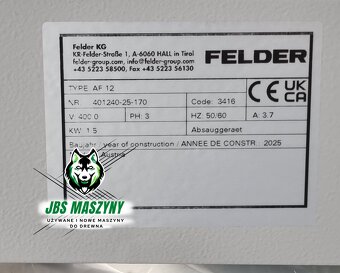 Felder KG
KR-Felder-Straße 1, A-6060 HALL in Tirol
felder-group.com, info@felder-group.com
+43 5223 58500, Fax +43 5223 56130
FELDER
TYPE AF 12
NR. 401240-25-170 Code: 3416
V: 400.0 PH: 3 HZ: 50/60 A: 3.7
KW: 1.5 Absauggeraet
Baujahr / year of construction / ANNEE DE CONSTR.: 2025
Austria
CE UK CA
JBS MASZYNY
UŻYWANE I NOWE MASZYNY DO DREWNA